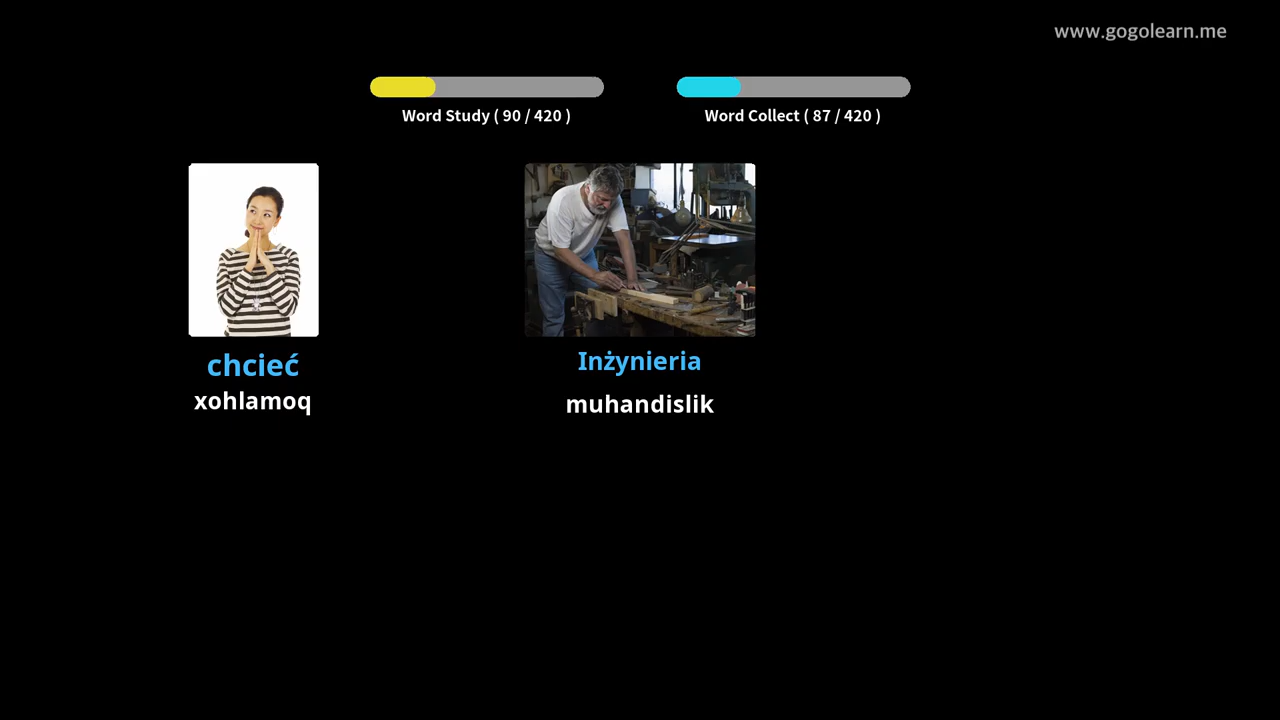 www.gogolearn.me
Word Study ( 90 / 420 )
Word Collect ( 87 / 420 )
chcieć
xohlamoq
Inżynieria
muhandislik